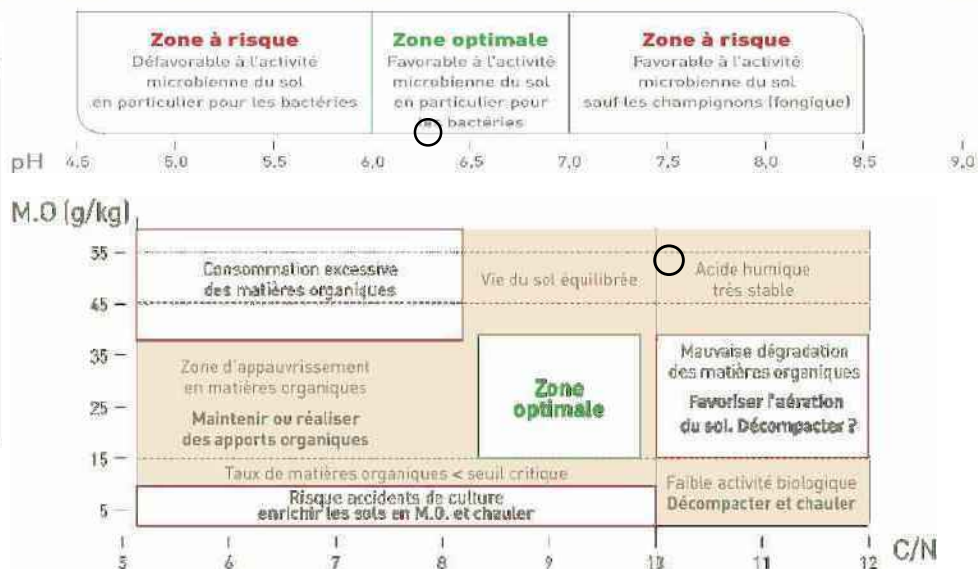 Zone à risque
Défavorable à l'activité
microbienne du sol
en particulier pour les bactéries
Zone optimale
Favorable à l'activité
microbienne du sol
en particulier pour
les bactéries
Zone à risque
Favorable à l'activité
microbienne du sol
sauf les champignons (fongique)
pH
4,5 5,0 5,5 6,0 6,5 7,0 7,5 8,0 8,5 9,0
M.O (g/kg)
35
45
35
25
15
5
Consommation excessive
des matières organiques
Vie du sol équilibrée
Acide humique
très stable
Zone d'appauvrissement
en matières organiques
Maintenir ou réaliser
des apports organiques
Zone
optimale
Mauvaise dégradation
des matières organiques
Favoriser l'aération
du sol. Décompacter ?
Taux de matières organiques < seuil critique
Risque accidents de culture
enrichir les sols en M.O. et chauler
Faible activité biologique
Décompacter et chauler
5 6 7 8 9 10 11 12
C/N